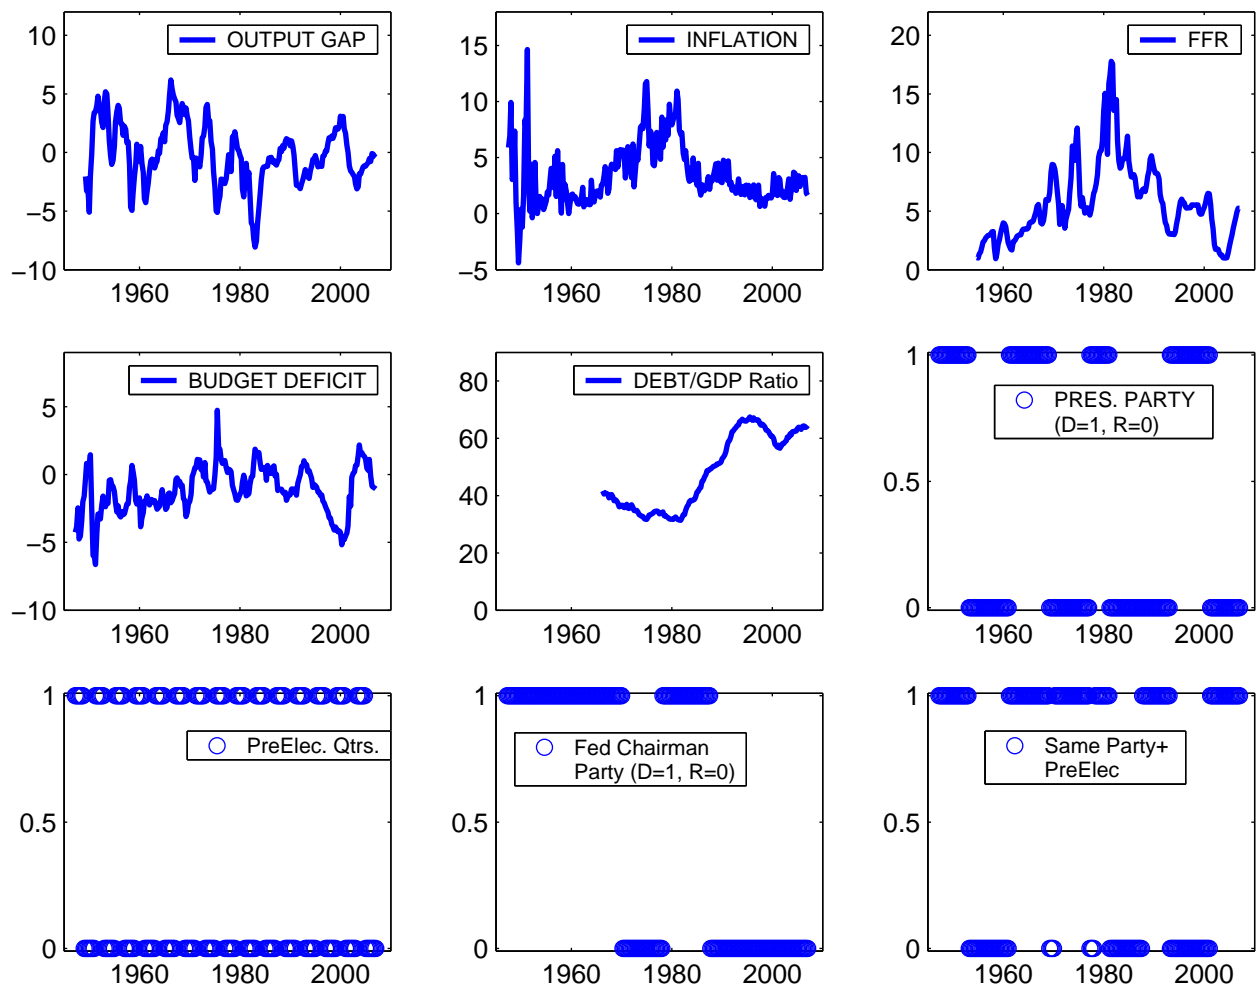 OUTPUT GAP
10
5
0
−5
−10
1960 1980 2000
INFLATION
15
10
5
0
−5
1960 1980 2000
FFR
20
15
10
5
0
1960 1980 2000
BUDGET DEFICIT
5
0
−5
−10
1960 1980 2000
DEBT/GDP Ratio
80
60
40
20
0
1960 1980 2000
1
PRES. PARTY
(D=1, R=0)
0.5
0
1960 1980 2000
1
PreElec. Qtrs.
0.5
0
1960 1980 2000
1
Fed Chairman
Party (D=1, R=0)
0.5
0
1960 1980 2000
1
Same Party+
PreElec
0.5
0
1960 1980 2000